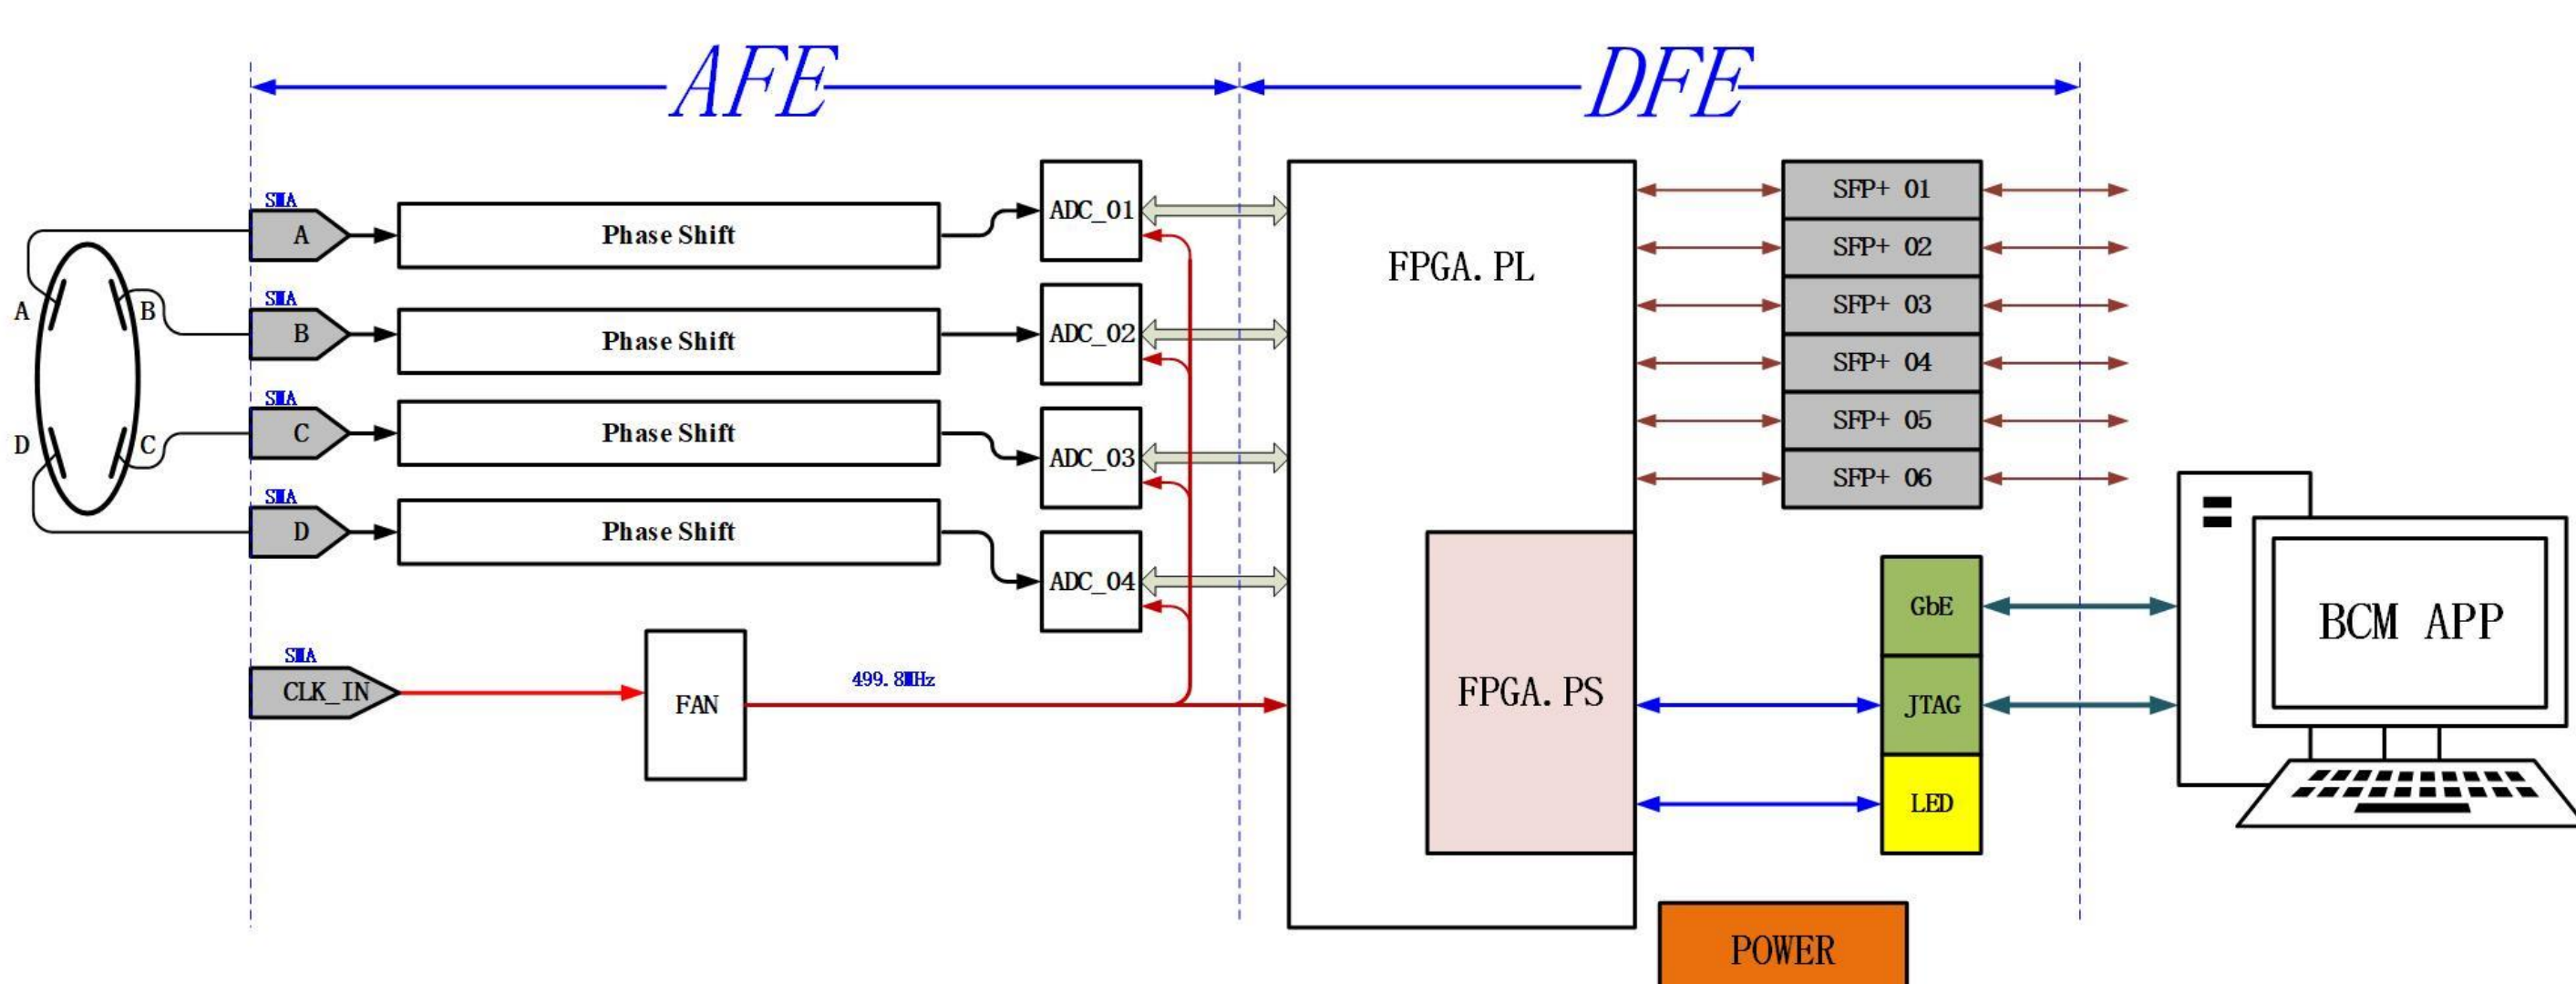 AFE
DFE
SMA
A
Phase Shift
ADC_01
A
B
SMA
B
Phase Shift
ADC_02
D
C
SMA
C
Phase Shift
ADC_03
SMA
D
Phase Shift
ADC_04
SMA
CLK_IN
FAN
499.8MHz
FPGA.PL
FPGA.PS
SFP+ 01
SFP+ 02
SFP+ 03
SFP+ 04
SFP+ 05
SFP+ 06
GbE
JTAG
LED
BCM APP
POWER